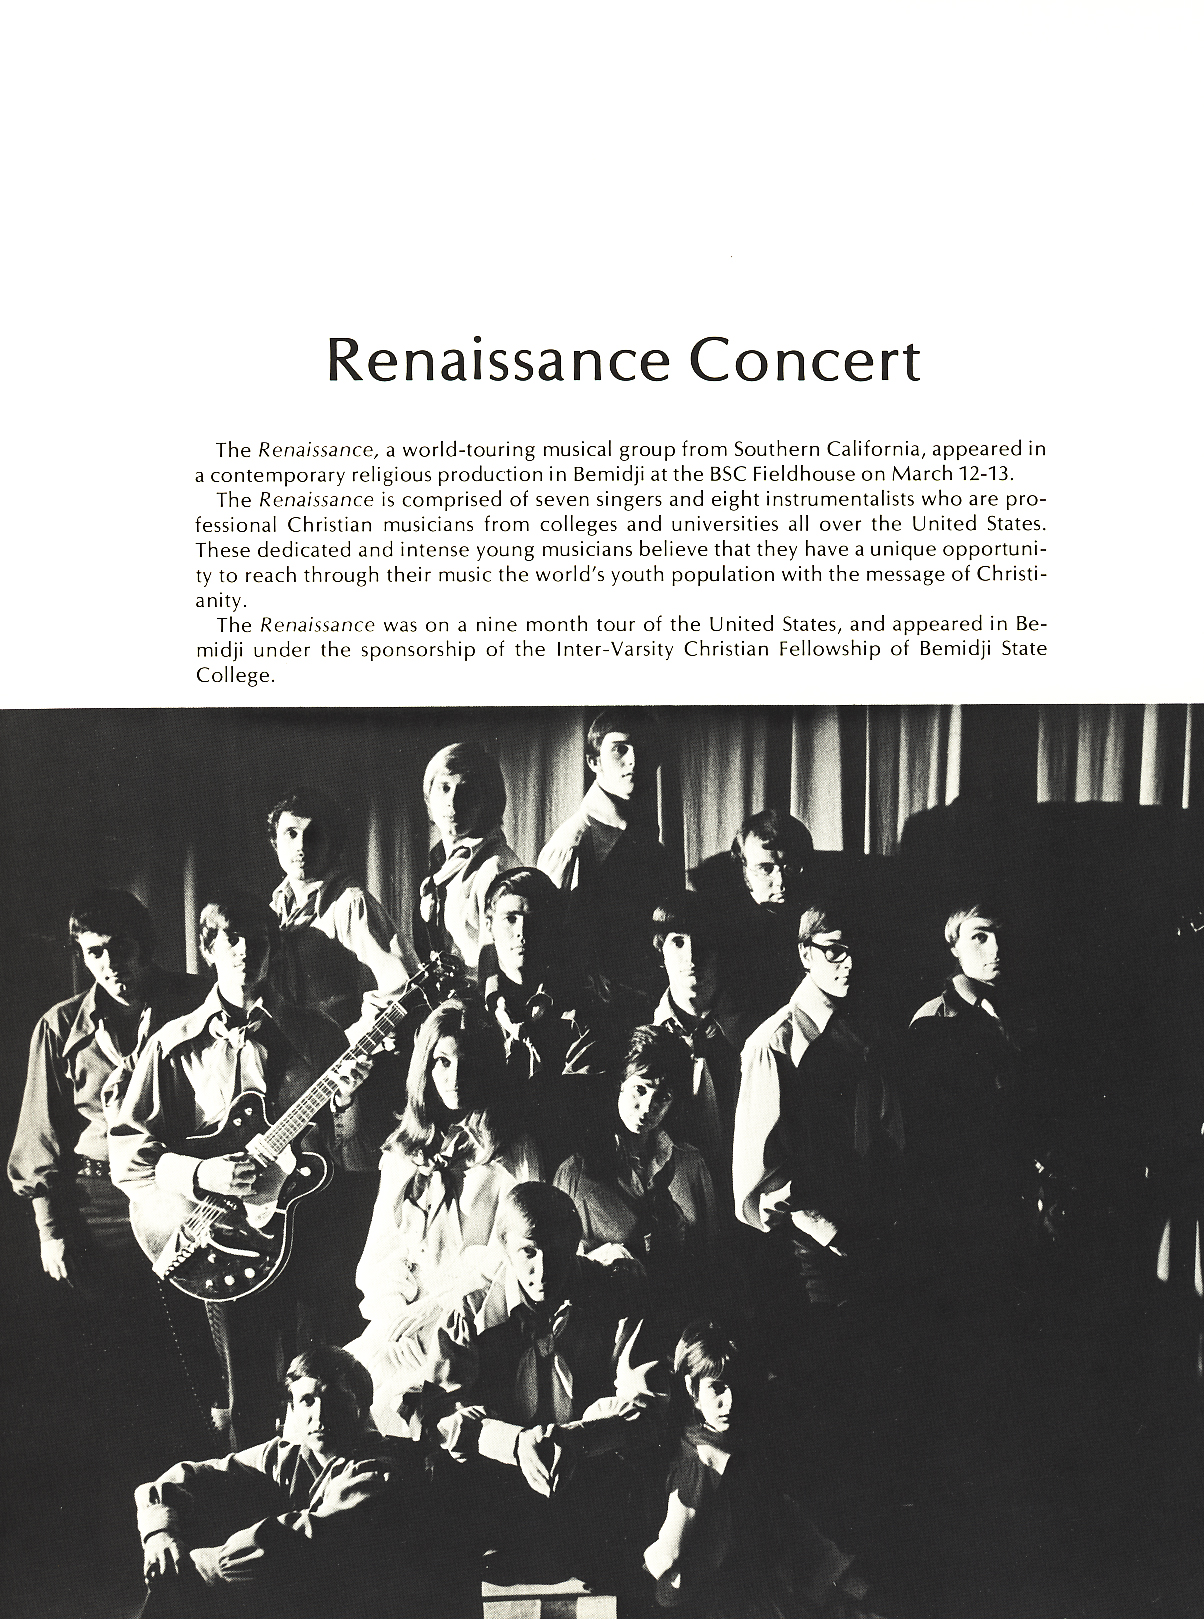 Renaissance Concert
The Renaissance, a world-touring musical group from Southern California, appeared in
a contemporary religious production in Bemidji at the BSC Fieldhouse on March 12-13.
The Renaissance is comprised of seven singers and eight instrumentalists who are pro-
fessional Christian musicians from colleges and universities all over the United States.
These dedicated and intense young musicians believe that they have a unique opportuni-
ty to reach through their music the world's youth population with the message of Christi-
anity.
The Renaissance was on a nine month tour of the United States, and appeared in Be-
midji under the sponsorship of the Inter-Varsity Christian Fellowship of Bemidji State
College.